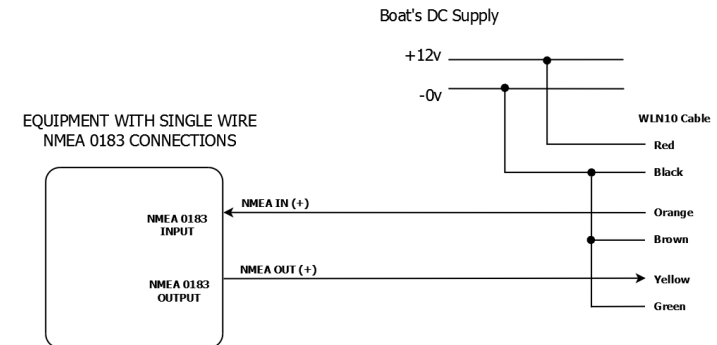 Boat's DC Supply
+12v
-0v
WLN10 Cable
EQUIPMENT WITH SINGLE WIRE
NMEA 0183 CONNECTIONS
Red
Black
NMEA IN (+)
NMEA 0183
INPUT
Orange
Brown
NMEA OUT (+)
NMEA 0183
OUTPUT
Yellow
Green